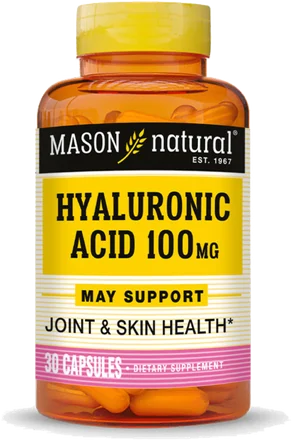 MASON natural®
EST. 1967
HYALURONIC
ACID 100MG
MAY SUPPORT
JOINT & SKIN HEALTH*
30 CAPSULES • DIETARY SUPPLEMENT